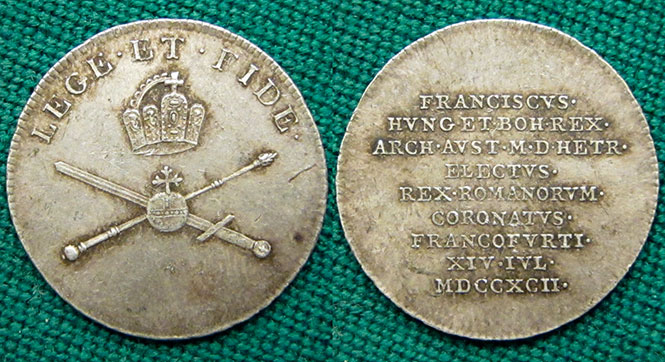 LEGE·ET·FIDE·
FRANCISCVS·
HVNG·ET·BOH·REX·
ARCH·AVST·M·D·HETR·
ELECTVS·
REX·ROMANORVM·
CORONATVS·
FRANCOFVRTI·
XIV·IVL·
MDCCXCII·